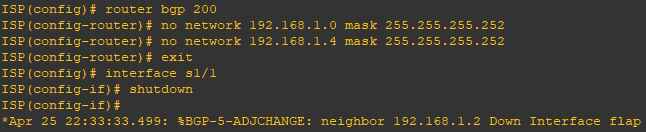 ISP(config)# router bgp 200
ISP(config-router)# no network 192.168.1.0 mask 255.255.255.252
ISP(config-router)# no network 192.168.1.4 mask 255.255.255.252
ISP(config-router)# exit
ISP(config)# interface s1/1
ISP(config-if)# shutdown
ISP(config-if)#
*Apr 25 22:33:33.499: %BGP-5-ADJCHANGE: neighbor 192.168.1.2 Down Interface flap